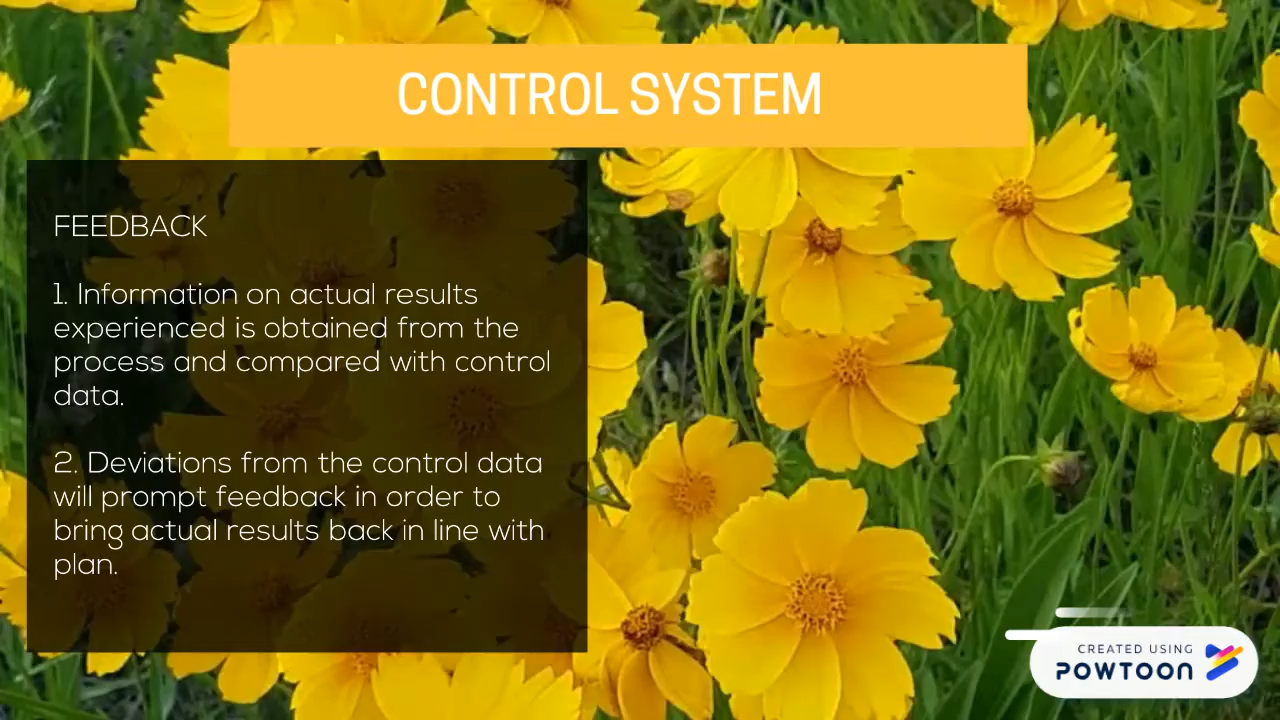 CONTROL SYSTEM
FEEDBACK
1. Information on actual results
experienced is obtained from the
process and compared with control
data.
2. Deviations from the control data
will prompt feedback in order to
bring actual results back in line with
plan.
CREATED USING
POWTOON